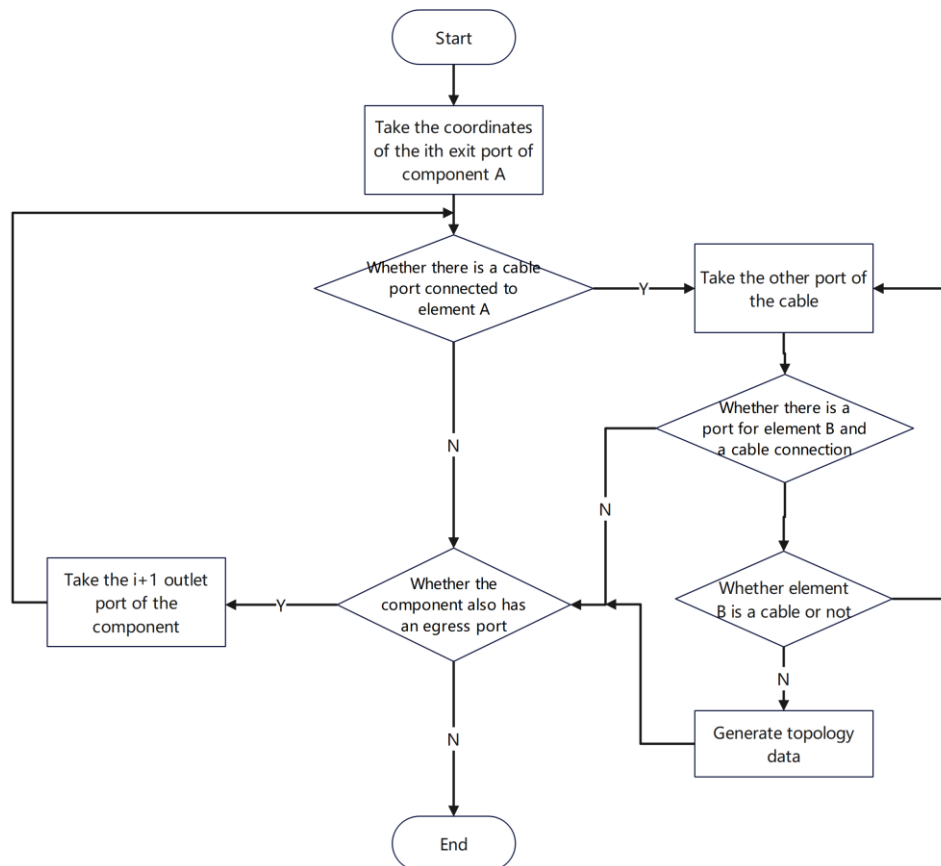 Start
Take the coordinates
of the ith exit port of
component A
Whether there is a cable
port connected to
element A
Y
Take the other port of
the cable
Whether there is a
port for element B and
a cable connection
N
N
Whether element
B is a cable or not
Take the i+1 outlet
port of the
component
Y
Whether the
component also has
an egress port
N
Generate topology
data
N
End